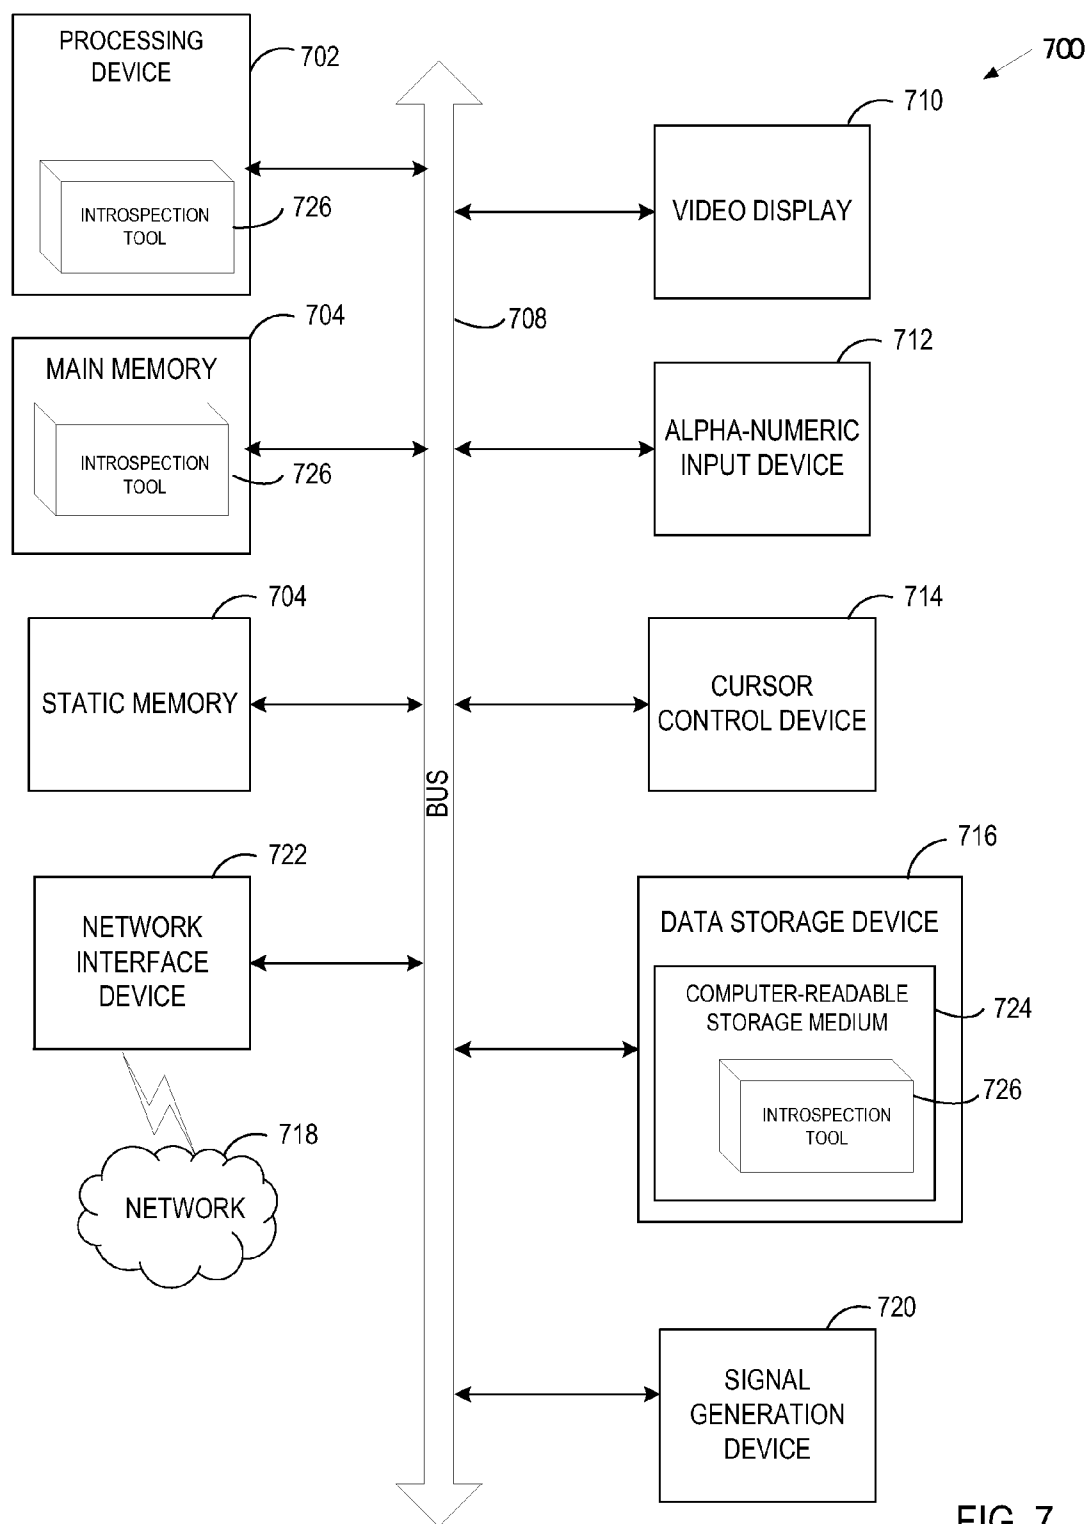 PROCESSING
DEVICE
702
INTROSPECTION
TOOL
726
700
710
VIDEO DISPLAY
708
704
MAIN MEMORY
INTROSPECTION
TOOL
726
712
ALPHA-NUMERIC
INPUT DEVICE
704
STATIC MEMORY
714
CURSOR
CONTROL DEVICE
BUS
722
NETWORK
INTERFACE
DEVICE
716
DATA STORAGE DEVICE
COMPUTER-READABLE
STORAGE MEDIUM
724
INTROSPECTION
TOOL
726
718
NETWORK
720
SIGNAL
GENERATION
DEVICE
FIG. 7